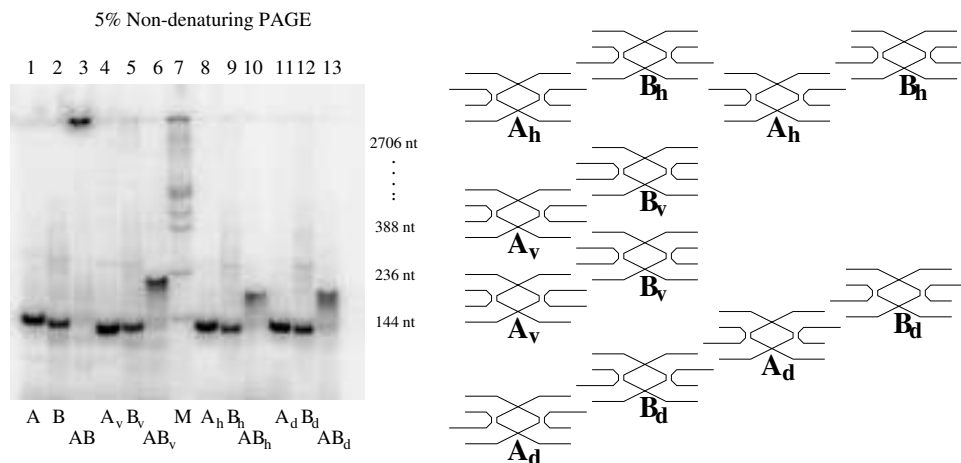 5% Non-denaturing PAGE
1 2 3 4 5 6 7 8 9 10 11 12 13
2706 nt
388 nt
236 nt
144 nt
A B A_v B_v M A_h B_h A_d B_d
AB AB_v AB_h AB_d
B_h B_h
A_h A_h
B_v
A_v
B_v
A_v
B_d
A_d
B_d
A_d